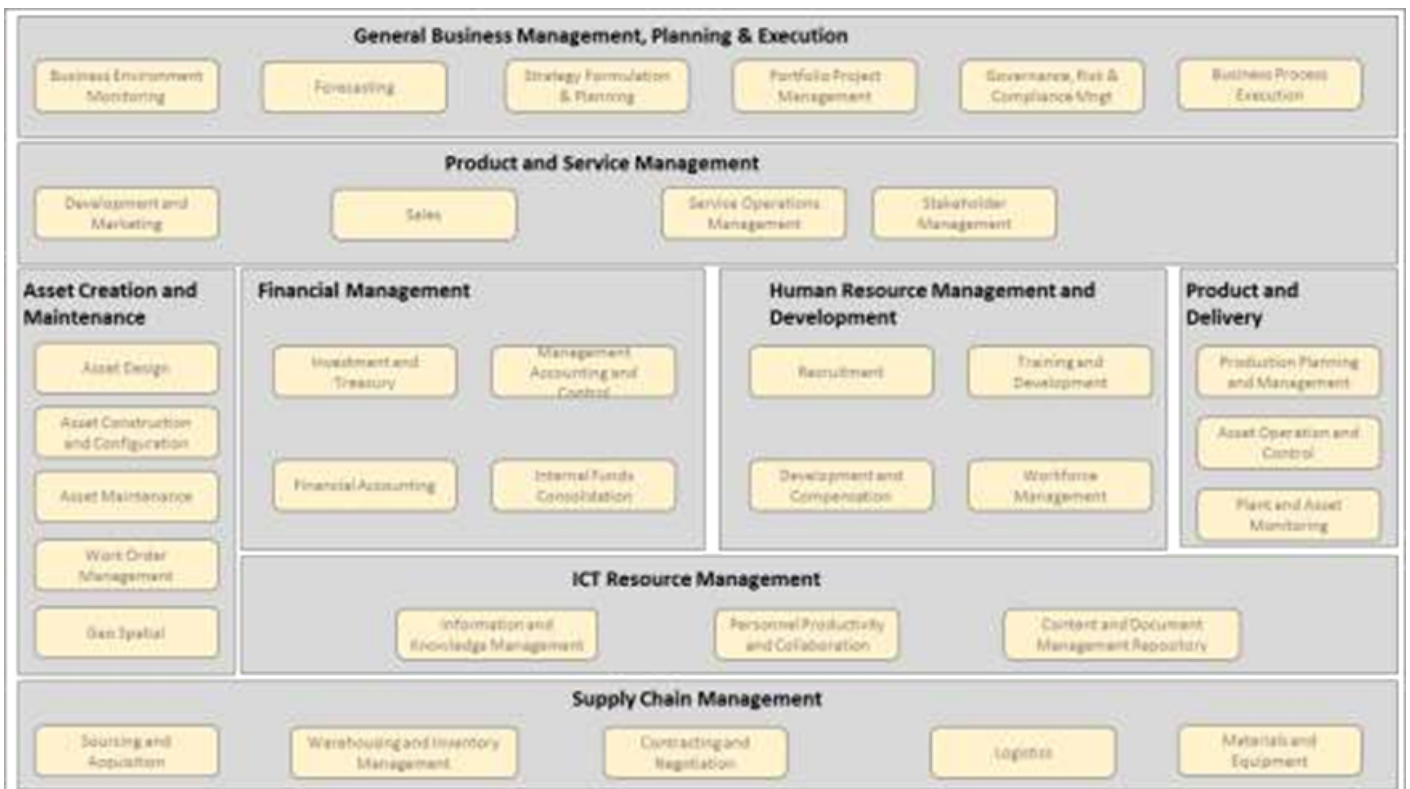 General Business Management, Planning & Execution
Business Environment
Monitoring
Forecasting
Strategy Formulation
& Planning
Portfolio Project
Management
Governance, Risk &
Compliance Mngt
Business Process
Execution
Product and Service Management
Development and
Marketing
Sales
Service Operations
Management
Stakeholder
Management
Asset Creation and
Maintenance
Asset Design
Asset Construction
and Configuration
Asset Maintenance
Work Order
Management
Geo Spatial
Financial Management
Investment and
Treasury
Management
Accounting and
Control
Financial Accounting
Internal Funds
Consolidation
Human Resource Management and
Development
Recruitment
Training and
Development
Development and
Compensation
Workforce
Management
Product and
Delivery
Production Planning
and Management
Asset Operation and
Control
Plant and Asset
Monitoring
ICT Resource Management
Information and
Knowledge Management
Personnel Productivity
and Collaboration
Content and Document
Management Repository
Supply Chain Management
Sourcing and
Acquisition
Warehousing and Inventory
Management
Contracting and
Negotiation
Logistics
Materials and
Equipment